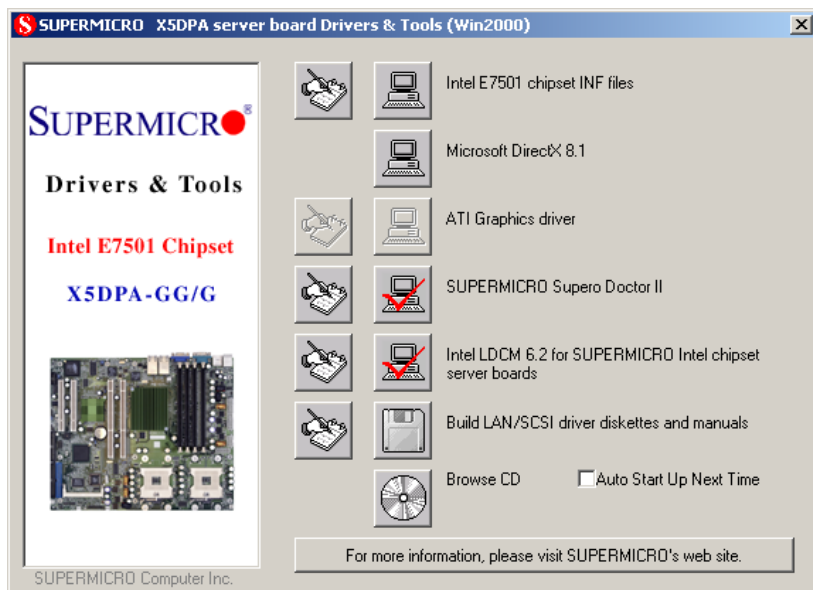 SUPERMICRO X5DPA server board Drivers & Tools (Win2000)
SUPERMICRO®
Drivers & Tools
Intel E7501 Chipset
X5DPA-GG/G
SUPERMICRO Computer Inc.
Intel E7501 chipset INF files
Microsoft DirectX 8.1
ATI Graphics driver
SUPERMICRO Supero Doctor II
Intel LDCM 6.2 for SUPERMICRO Intel chipset
server boards
Build LAN/SCSI driver diskettes and manuals
Browse CD
Auto Start Up Next Time
For more information, please visit SUPERMICRO's web site.